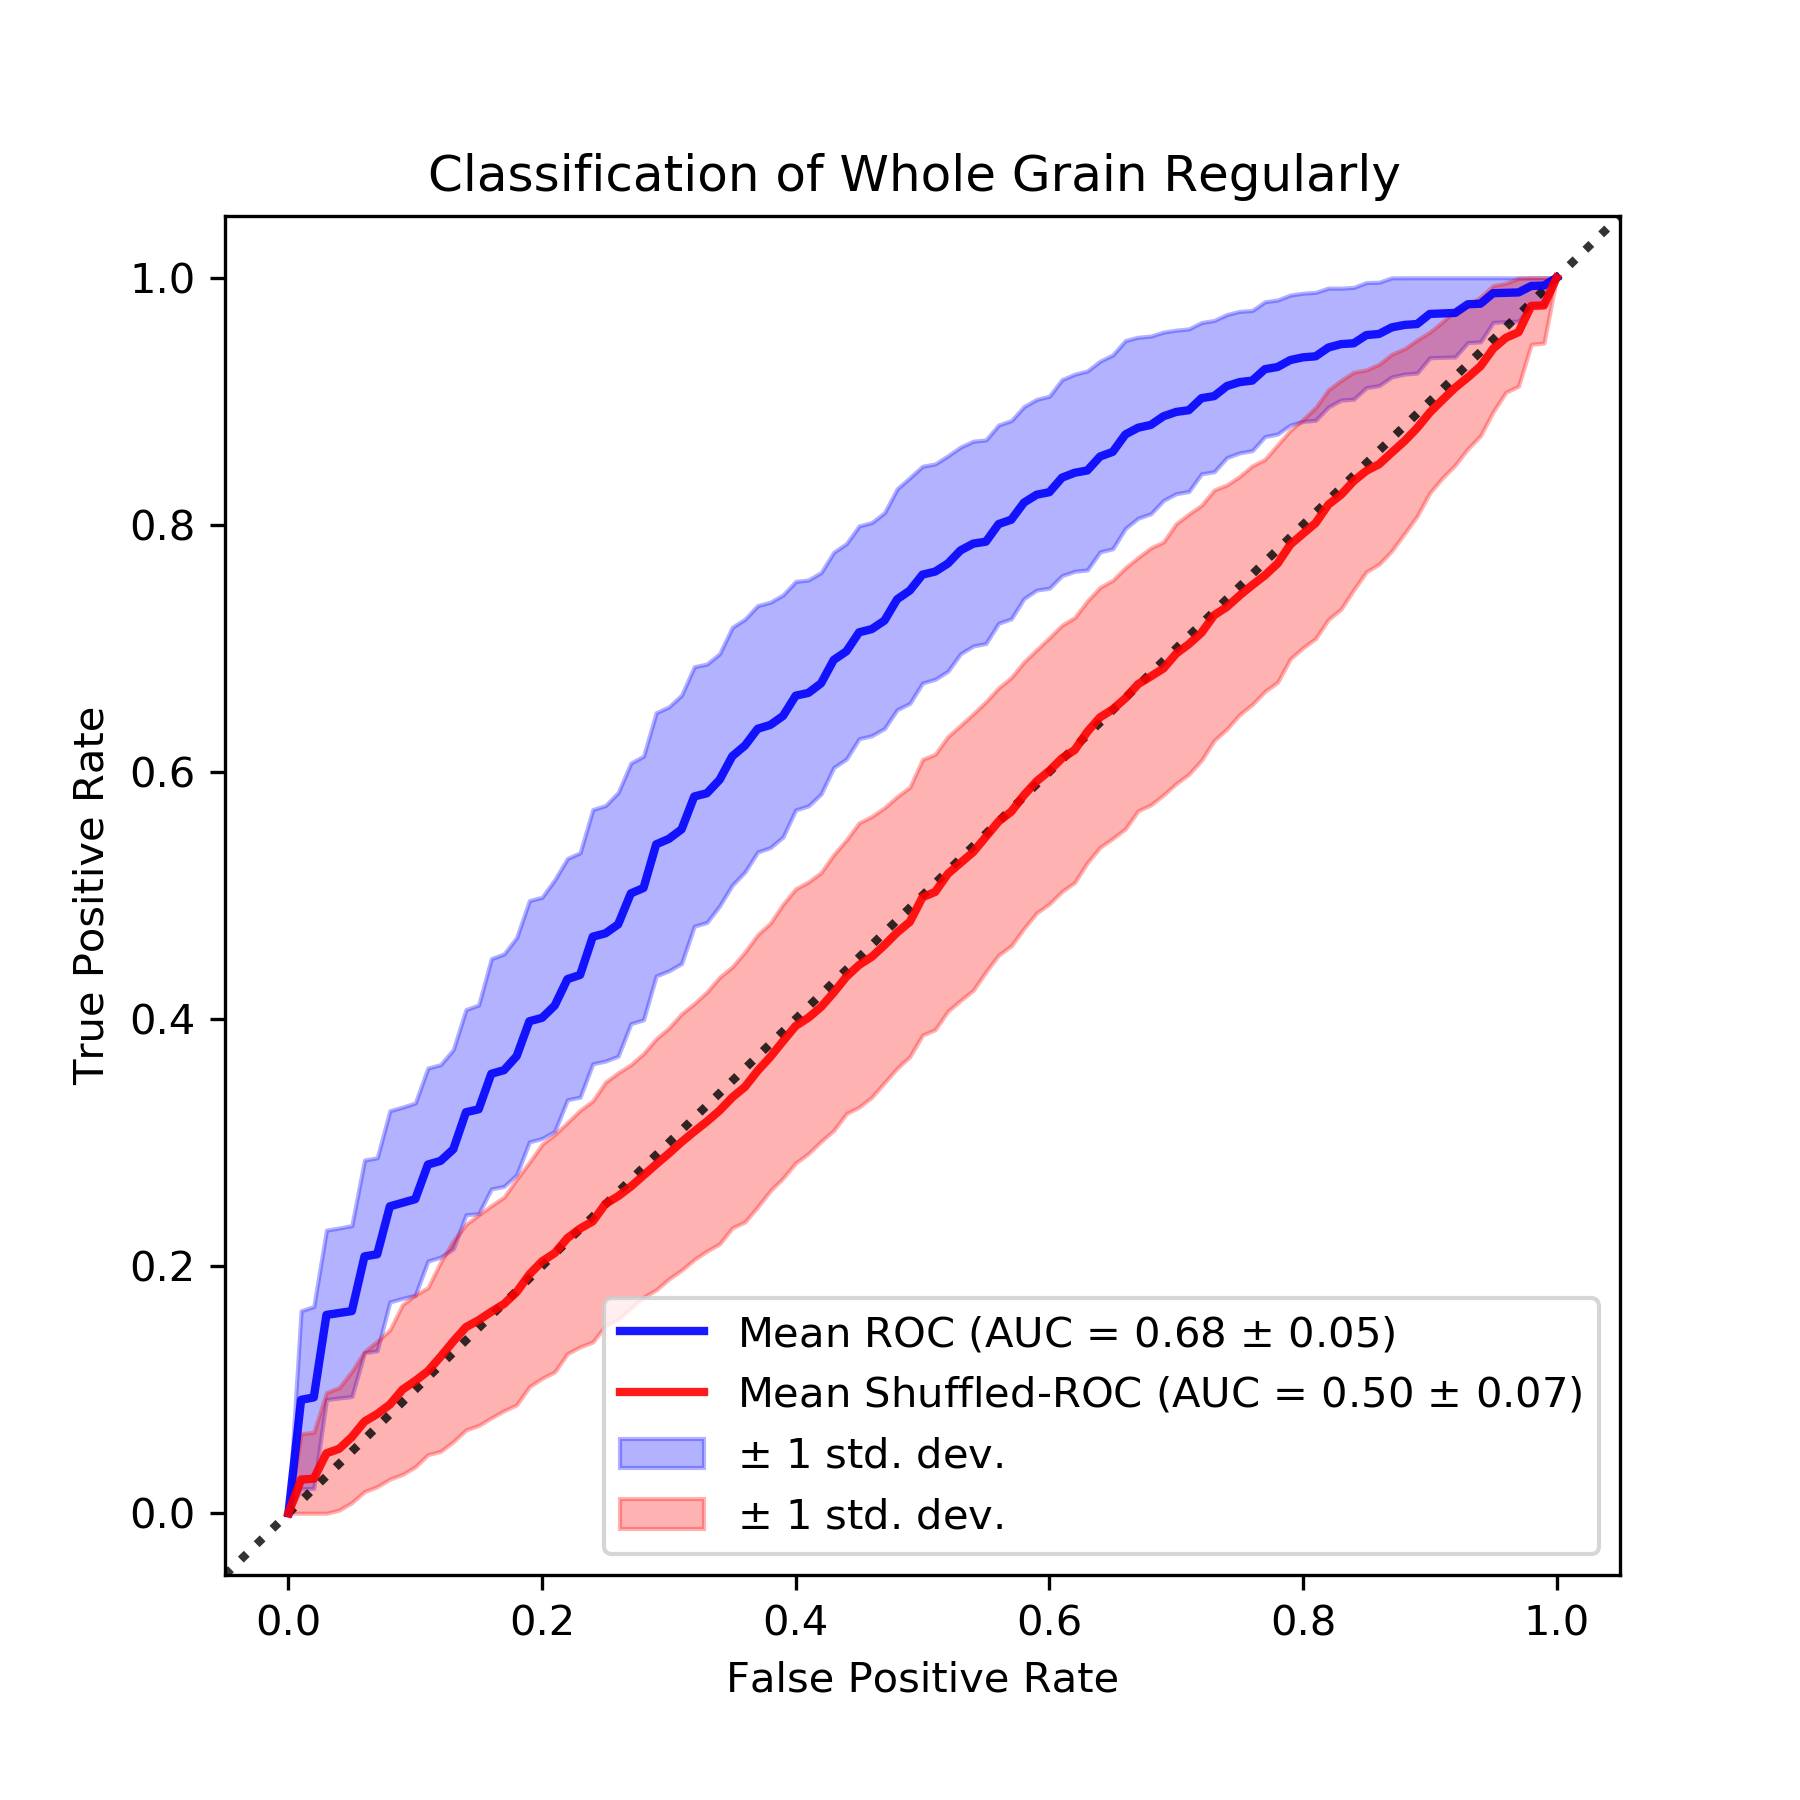 Classification of Whole Grain Regularly
1.0
0.8
0.6
0.4
0.2
0.0
True Positive Rate
Mean ROC (AUC = 0.68 ± 0.05)
Mean Shuffled-ROC (AUC = 0.50 ± 0.07)
± 1 std. dev.
± 1 std. dev.
0.0 0.2 0.4 0.6 0.8 1.0
False Positive Rate